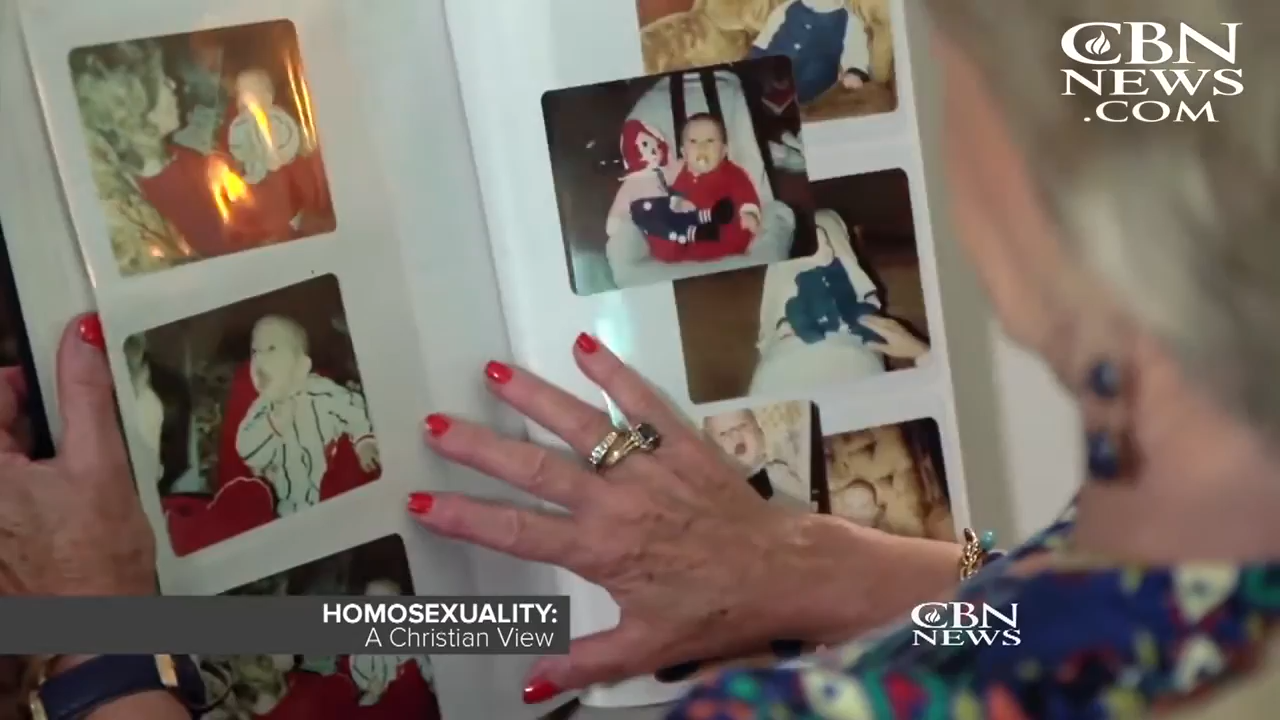 CBN
NEWS
.COM
HOMOSEXUALITY:
A Christian View
CBN
NEWS